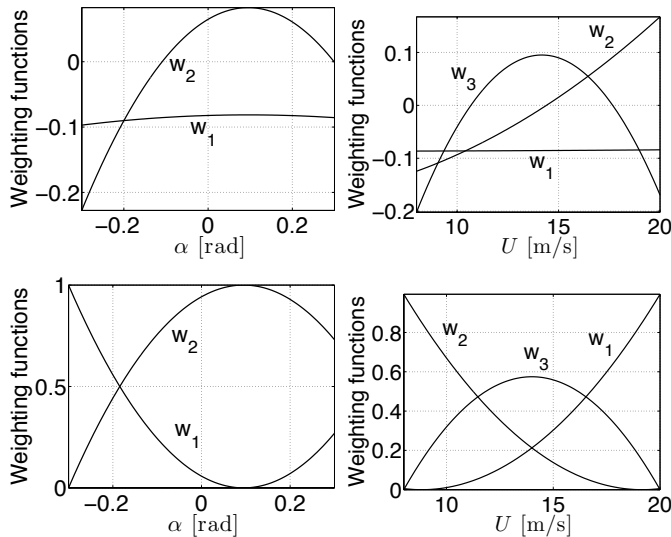 Weighting functions
0
−0.1
−0.2
w2
w1
−0.2
0
0.2
α [rad]
Weighting functions
0.1
0
−0.1
−0.2
w2
w3
w1
10
15
20
U [m/s]
Weighting functions
1
0.5
0
w2
w1
−0.2
0
0.2
α [rad]
Weighting functions
0.8
0.6
0.4
0.2
0
w2
w3
w1
10
15
20
U [m/s]